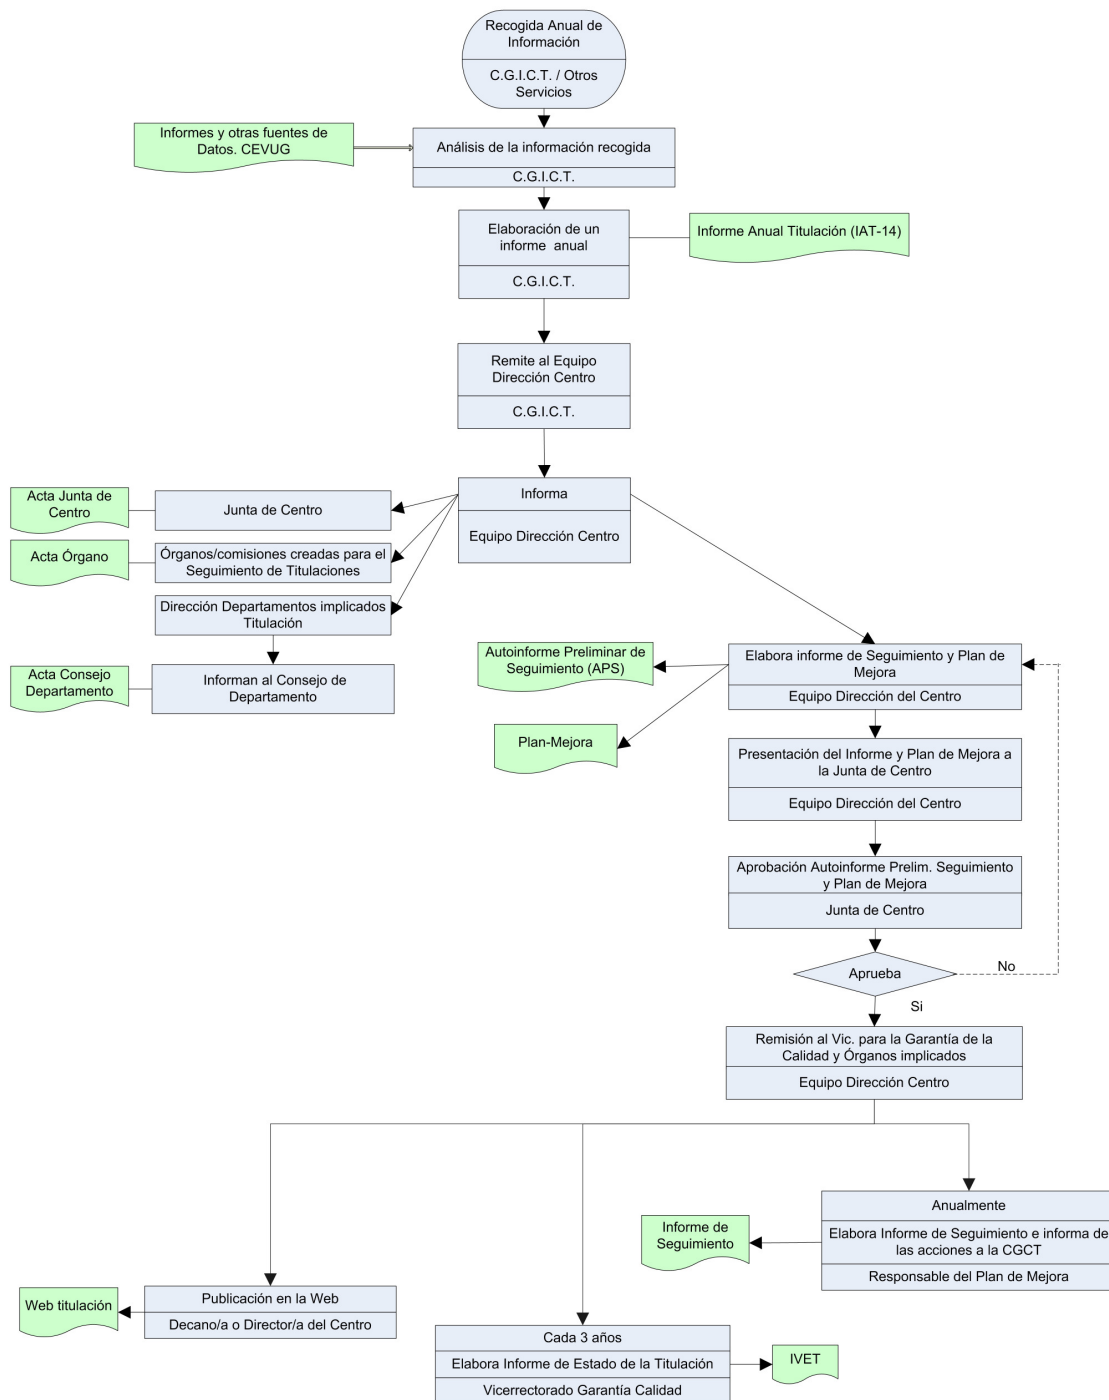 Recogida Anual de
Información
C.G.I.C.T. / Otros
Servicios
Informes y otras fuentes de
Datos. CEVUG
Análisis de la información recogida
C.G.I.C.T.
Elaboración de un
informe anual
C.G.I.C.T.
Informe Anual Titulación (IAT-14)
Remite al Equipo
Dirección Centro
C.G.I.C.T.
Informa
Equipo Dirección Centro
Acta Junta de
Centro
Junta de Centro
Acta Órgano
Órganos/comisiones creadas para el
Seguimiento de Titulaciones
Dirección Departamentos implicados
Titulación
Acta Consejo
Departamento
Informan al Consejo de
Departamento
Autoinforme Preliminar de
Seguimiento (APS)
Plan-Mejora
Elabora informe de Seguimiento y Plan de
Mejora
Equipo Dirección del Centro
Presentación del Informe y Plan de Mejora a
la Junta de Centro
Equipo Dirección del Centro
Aprobación Autoinforme Prelim. Seguimiento
y Plan de Mejora
Junta de Centro
Aprueba
No
Si
Remisión al Vic. para la Garantía de la
Calidad y Órganos implicados
Equipo Dirección Centro
Anualmente
Elabora Informe de Seguimiento e informa de
las acciones a la CGCT
Responsable del Plan de Mejora
Informe de
Seguimiento
Web titulación
Publicación en la Web
Decano/a o Director/a del Centro
Cada 3 años
Elabora Informe de Estado de la Titulación
Vicerrectorado Garantía Calidad
IVET